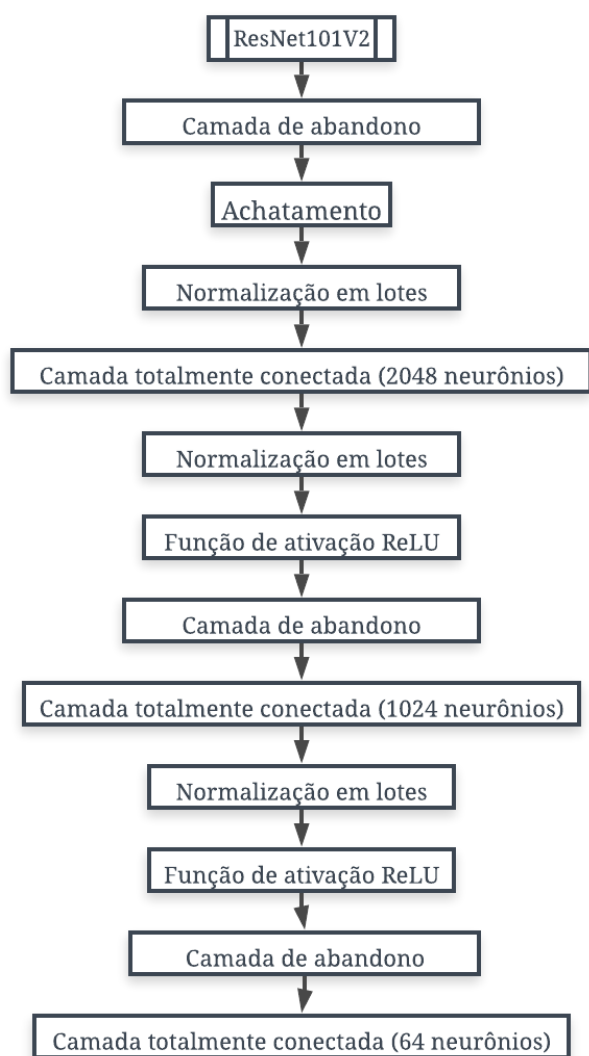 ResNet101V2
Camada de abandono
Achatamento
Normalização em lotes
Camada totalmente conectada (2048 neurônios)
Normalização em lotes
Função de ativação ReLU
Camada de abandono
Camada totalmente conectada (1024 neurônios)
Normalização em lotes
Função de ativação ReLU
Camada de abandono
Camada totalmente conectada (64 neurônios)